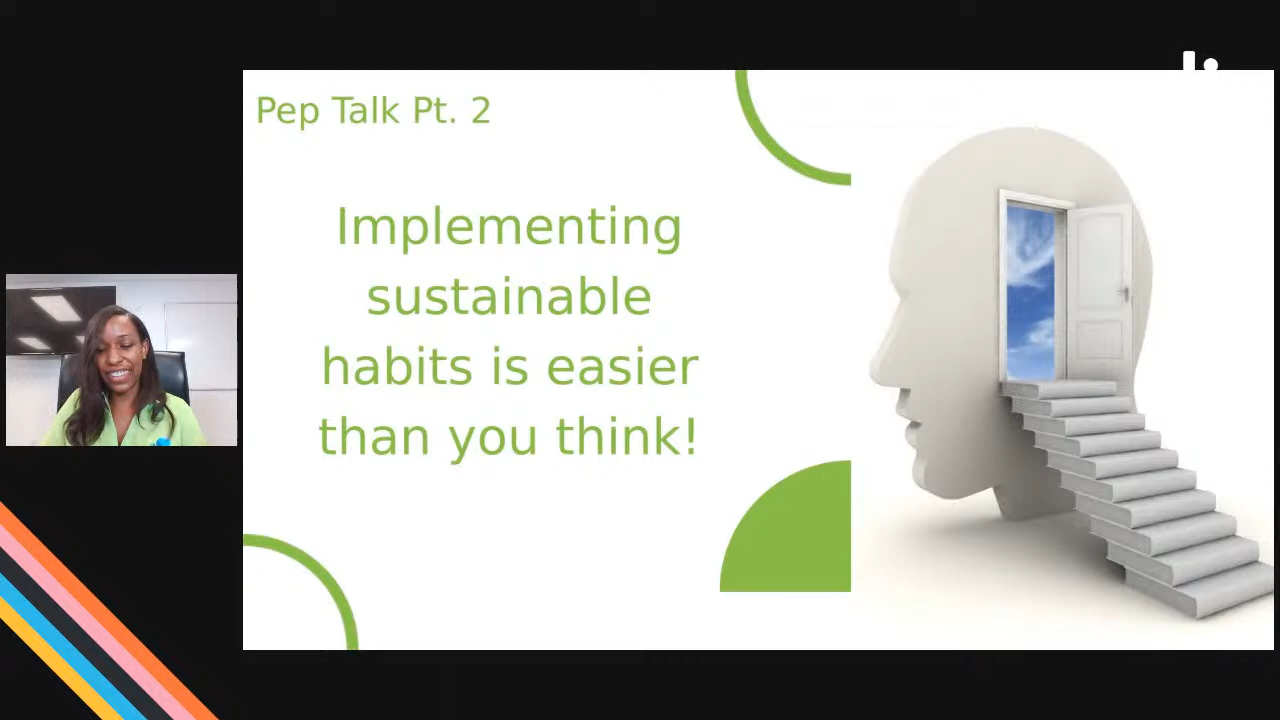 Pep Talk Pt. 2
Implementing
sustainable
habits is easier
than you think!